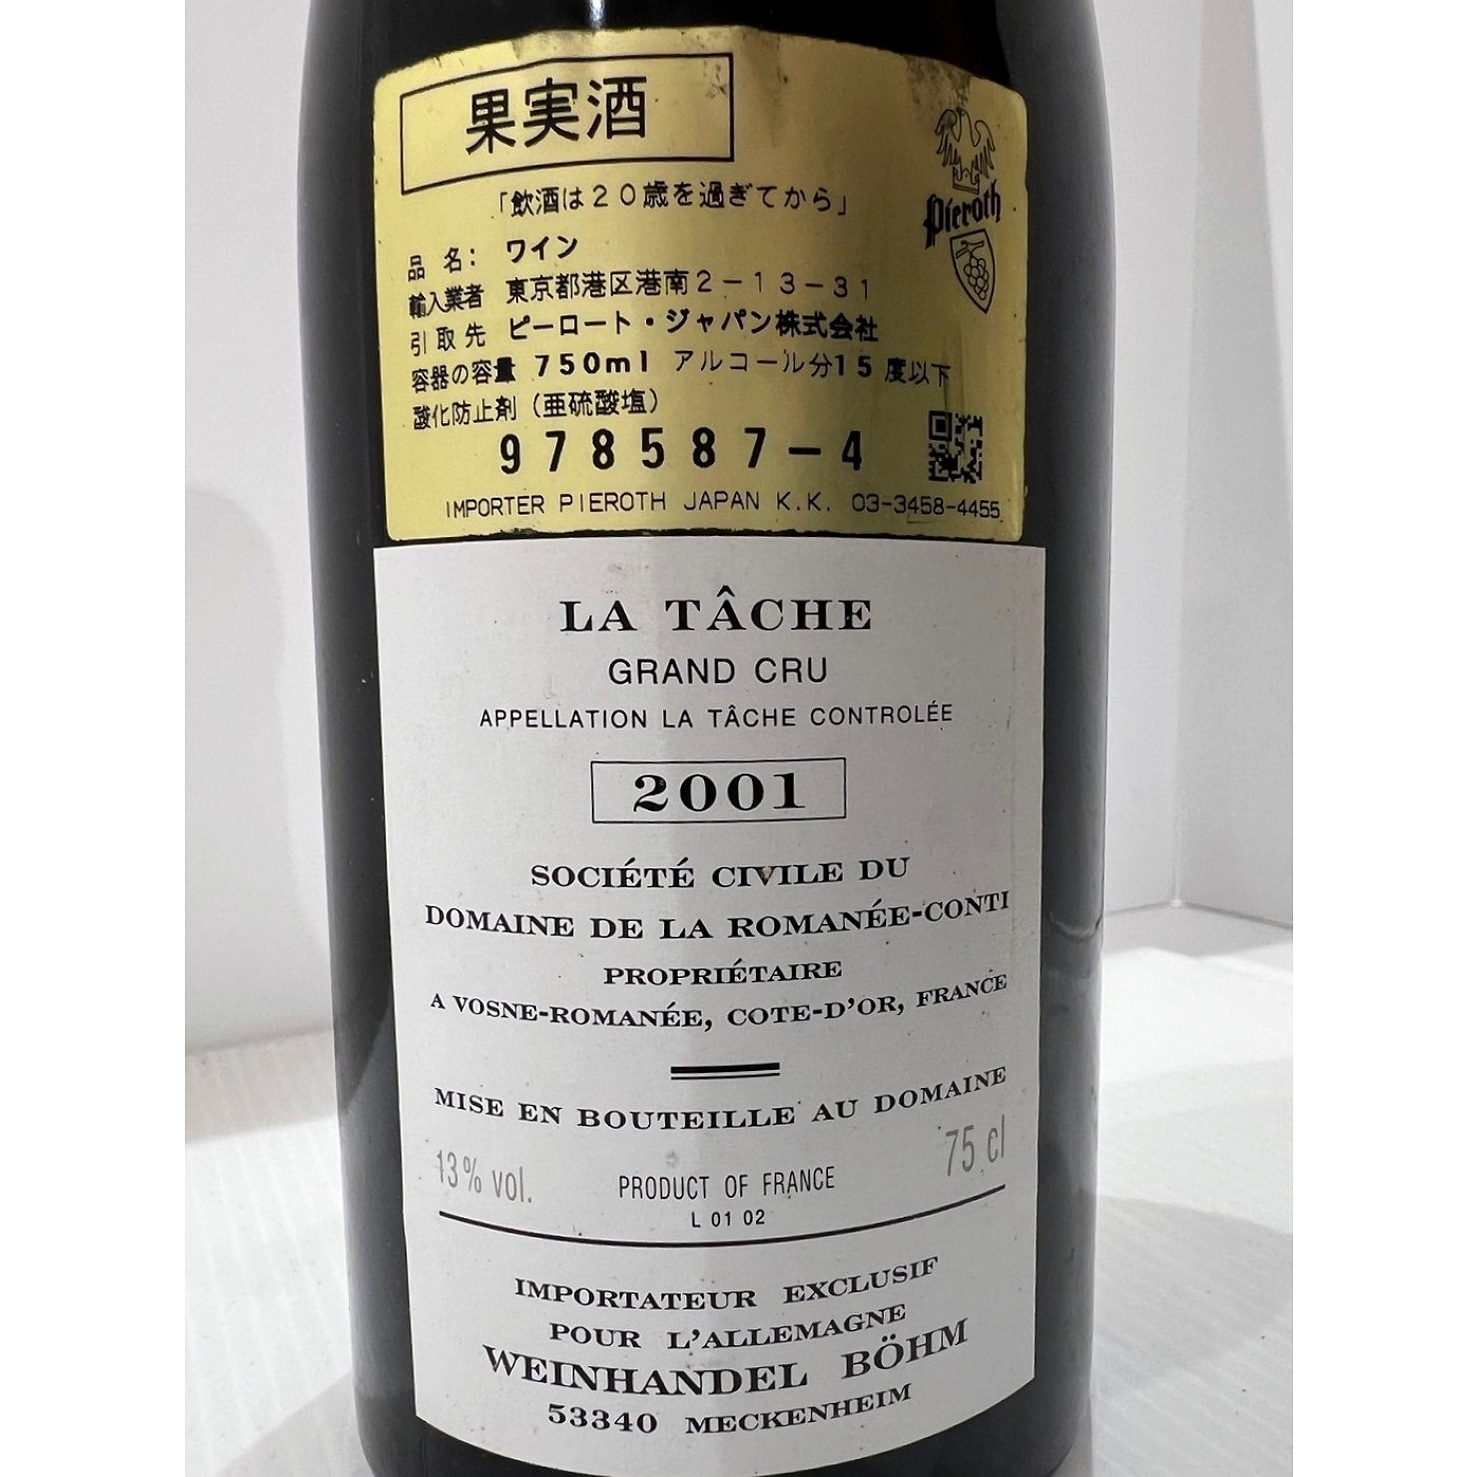 果実酒
「飲酒は２０歳を過ぎてから」
Pieroth
品名: ワイン
輸入業者 東京都港区港南２－１３－３１
引取先 ピーロート・ジャパン株式会社
容器の容量 750ml アルコール分15度以下
酸化防止剤（亜硫酸塩）
978587-4
IMPORTER PIEROTH JAPAN K.K. 03-3458-4455
LA TÂCHE
GRAND CRU
APPELLATION LA TÂCHE CONTROLÉE
2001
SOCIÉTÉ CIVILE DU
DOMAINE DE LA ROMANÉE-CONTI
PROPRIÉTAIRE
A VOSNE-ROMANÉE, COTE-D'OR, FRANCE
MISE EN BOUTEILLE AU DOMAINE
13% vol. PRODUCT OF FRANCE 75 cl
L 01 02
IMPORTATEUR EXCLUSIF
POUR L'ALLEMAGNE
WEINHANDEL BÖHM
53340 MECKENHEIM